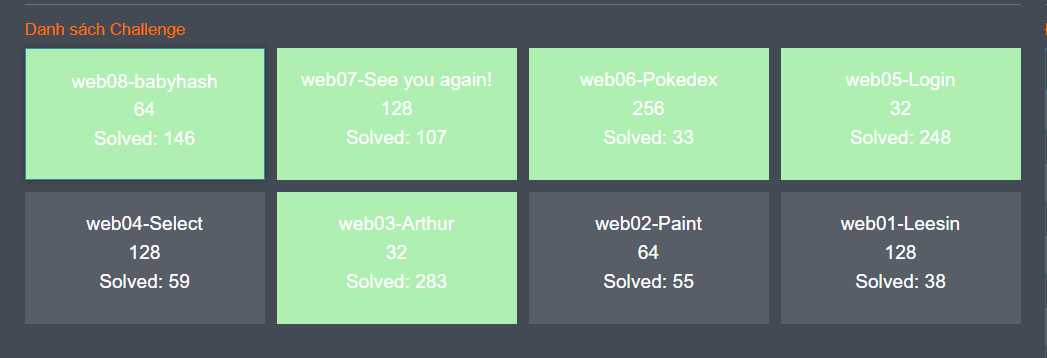 Danh sách Challenge
web08-babyhash
64
Solved: 146
web07-See you again!
128
Solved: 107
web06-Pokedex
256
Solved: 33
web05-Login
32
Solved: 248
web04-Select
128
Solved: 59
web03-Arthur
32
Solved: 283
web02-Paint
64
Solved: 55
web01-Leesin
128
Solved: 38